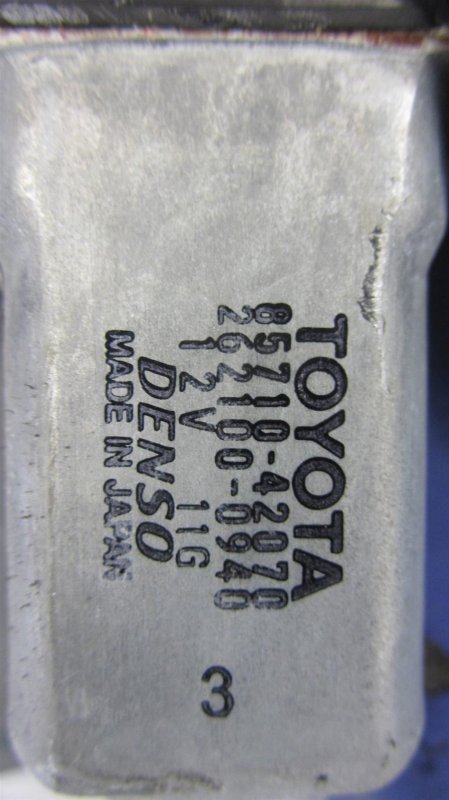 TOYOTA
85710-42070
262100-0940
12V 11G
DENSO
MADE IN JAPAN
3